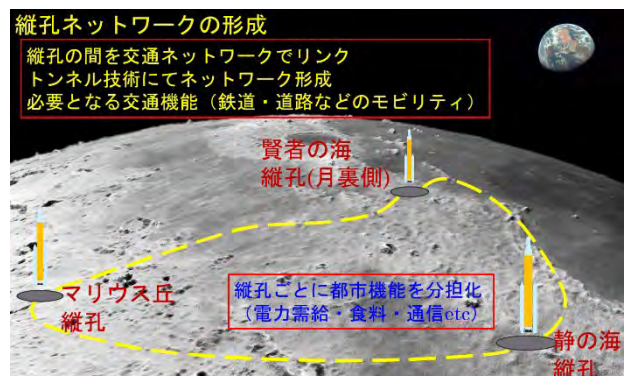 縦孔ネットワークの形成
縦孔の間を交通ネットワークでリンク
トンネル技術にてネットワーク形成
必要となる交通機能（鉄道・道路などのモビリティ）
賢者の海
縦孔(月裏側)
マリウス丘
縦孔
縦孔ごとに都市機能を分担化
（電力需給・食料・通信etc）
静の海
縦孔